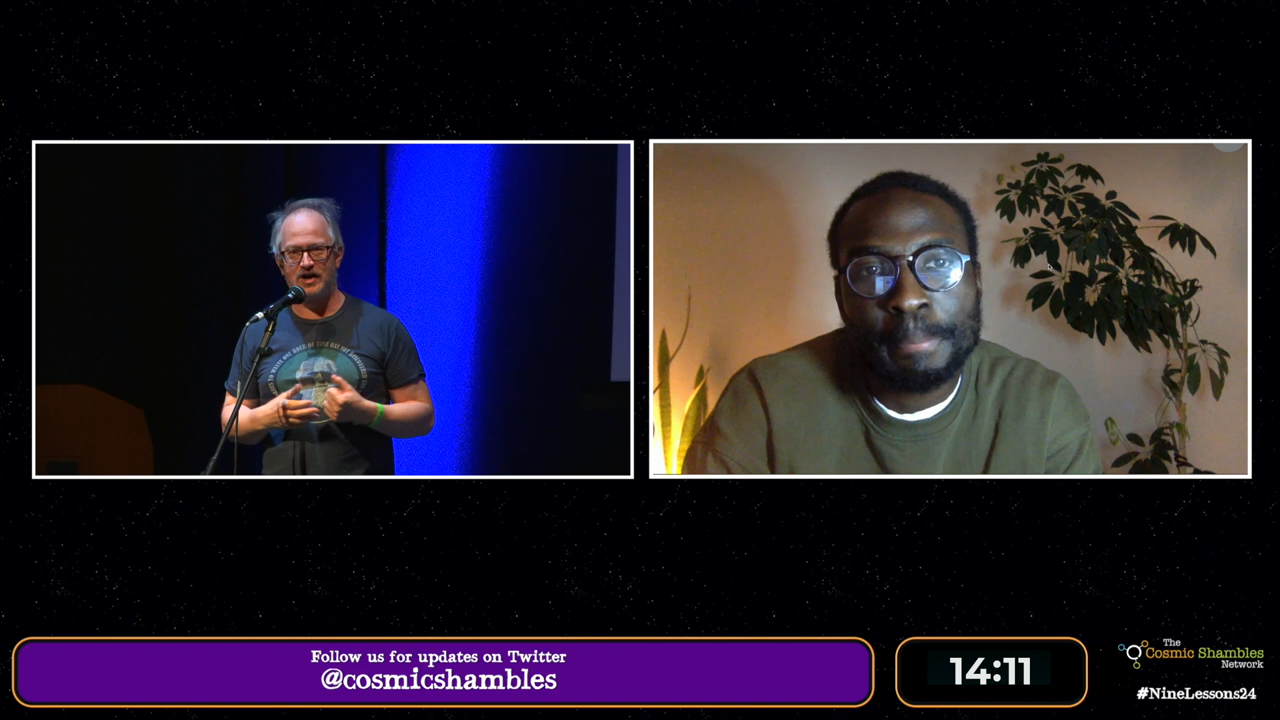 Follow us for updates on Twitter
@cosmicshambles
14:11
The
Cosmic Shambles
Network
#NineLessons24